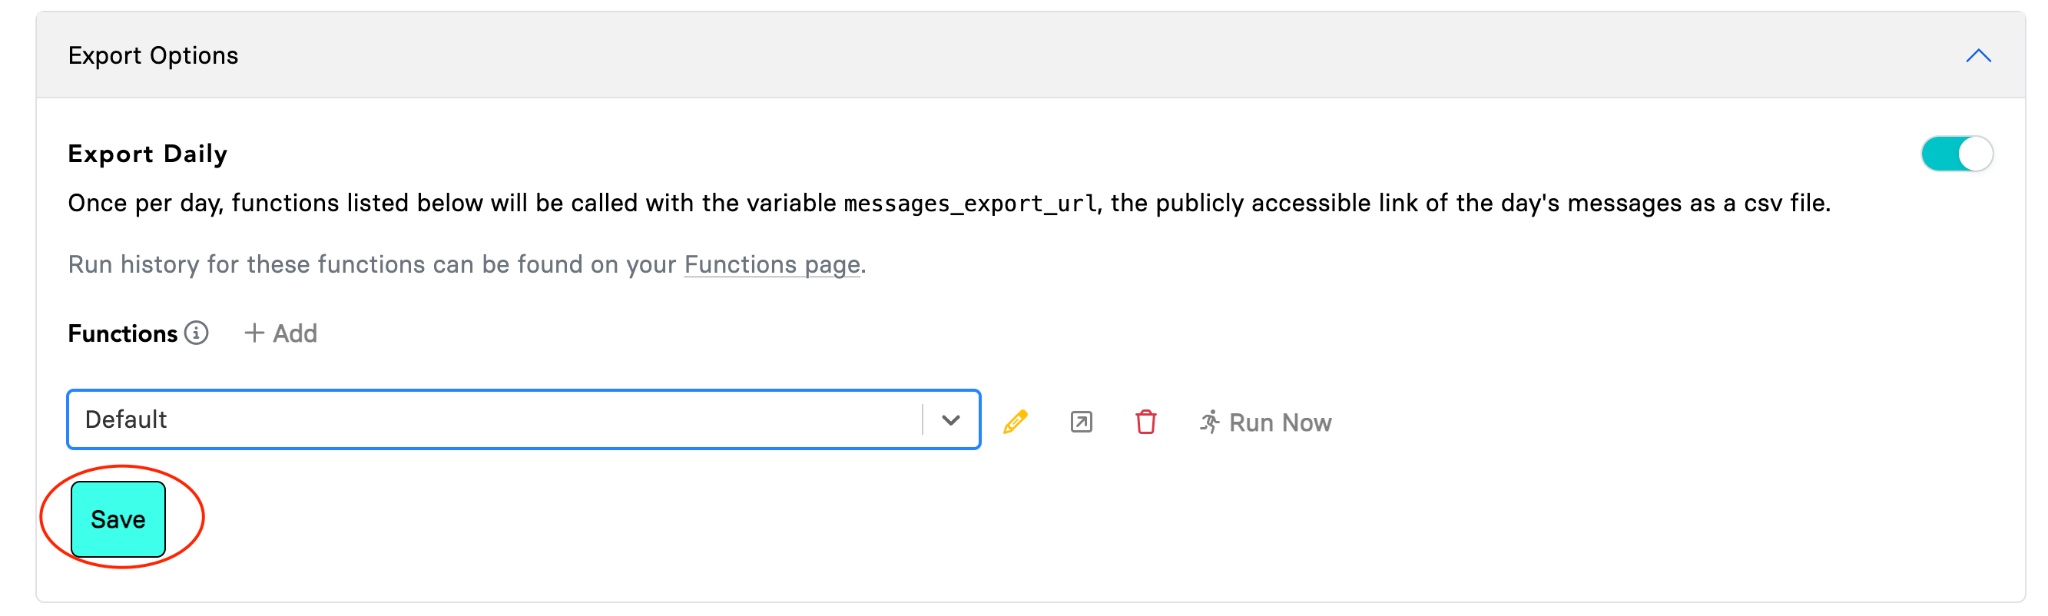 Export Options
Export Daily
Once per day, functions listed below will be called with the variable messages_export_url, the publicly accessible link of the day's messages as a csv file.
Run history for these functions can be found on your Functions page.
Functions + Add
Default Run Now
Save